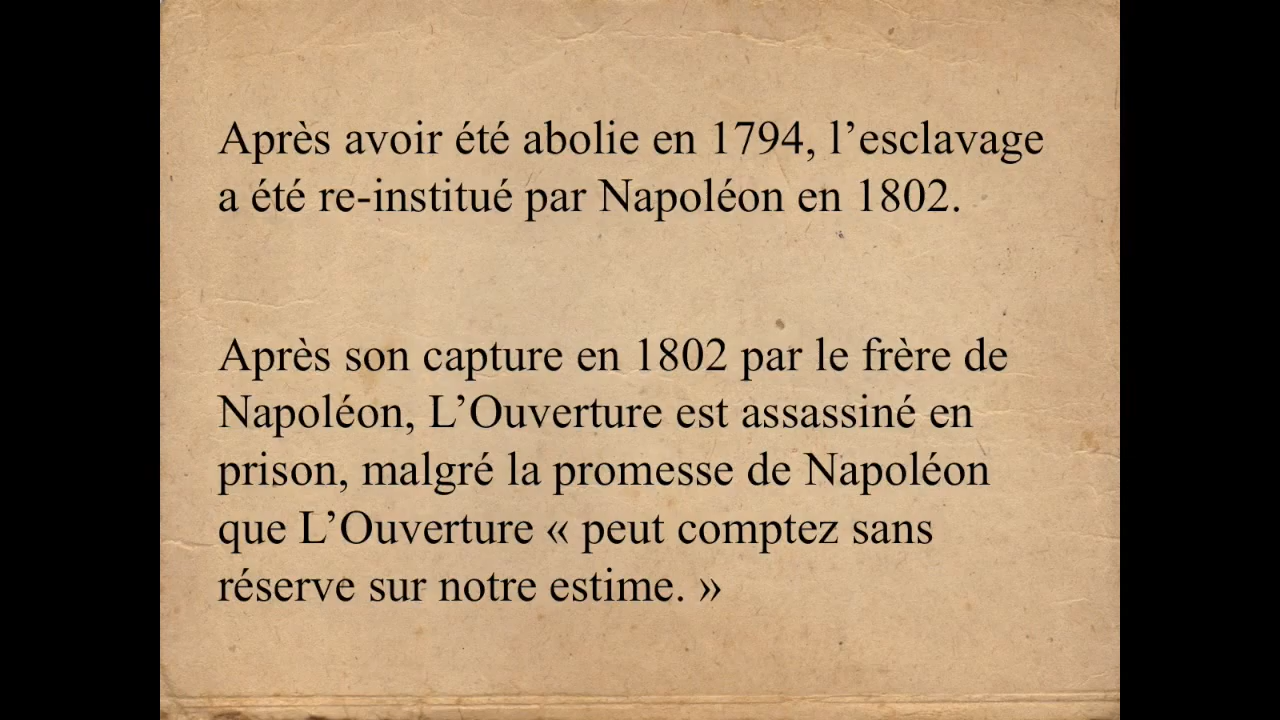 Après avoir été abolie en 1794, l’esclavage
a été re-institué par Napoléon en 1802.
Après son capture en 1802 par le frère de
Napoléon, L’Ouverture est assassiné en
prison, malgré la promesse de Napoléon
que L’Ouverture « peut comptez sans
réserve sur notre estime. »